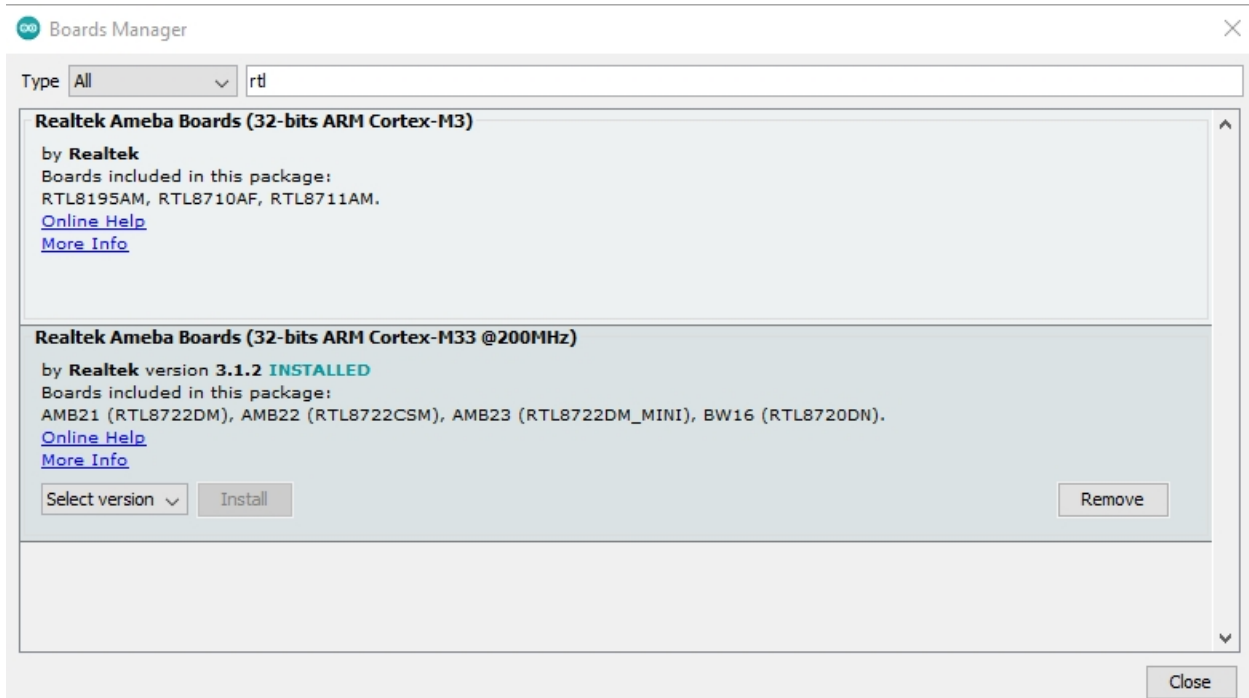 Boards Manager
Type All rtl
Realtek Ameba Boards (32-bits ARM Cortex-M3)
by Realtek
Boards included in this package:
RTL8195AM, RTL8710AF, RTL8711AM.
Online Help
More Info
Realtek Ameba Boards (32-bits ARM Cortex-M33 @200MHz)
by Realtek version 3.1.2 INSTALLED
Boards included in this package:
AMB21 (RTL8722DM), AMB22 (RTL8722CSM), AMB23 (RTL8722DM_MINI), BW16 (RTL8720DN).
Online Help
More Info
Select version Install Remove
Close